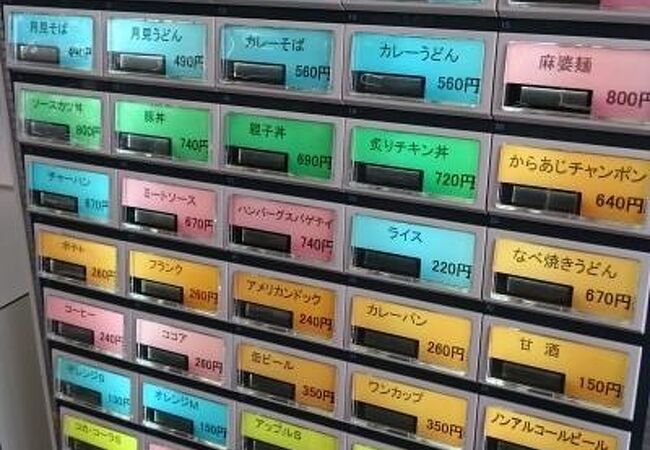 月見そば 490円
月見うどん 490円
カレーそば 560円
カレーうどん 560円
麻婆麺 800円
ソースカツ丼 800円
豚丼 740円
親子丼 690円
炙りチキン丼 720円
からあじチャンポン 640円
チャーハン 670円
ミートソース 670円
ハンバーグスパゲティ 740円
ライス 220円
なべ焼きうどん 670円
ポテト 260円
フランク 260円
アメリカンドック 240円
カレーパン 260円
甘酒 150円
コーヒー 240円
ココア 260円
缶ビール 350円
ワンカップ 350円
ノンアルコールビール
オレンジS
オレンジM 150円
アップルS
コカ・コーラS